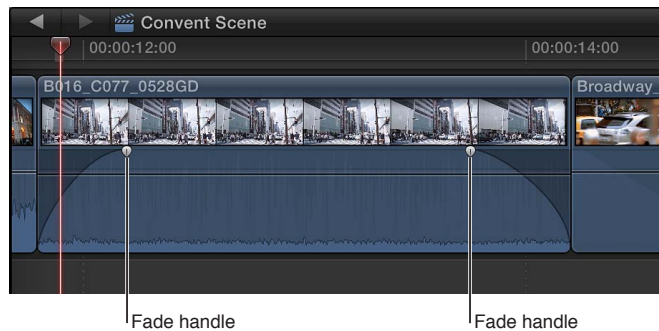 Convent Scene
00:00:12:00
00:00:14:00
B016_C077_0528GD
Broadway_
Fade handle
Fade handle